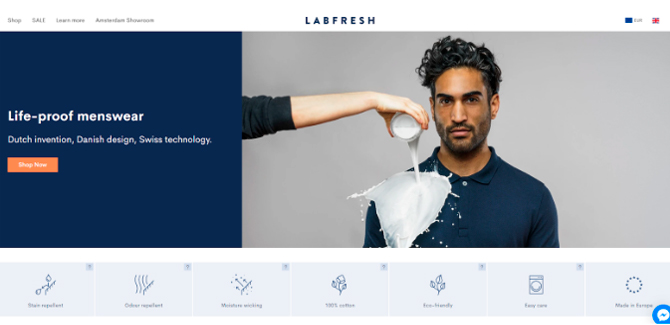 Shop SALE Learn more Amsterdam Showroom LABFRESH EUR
Life-proof menswear
Dutch invention, Danish design, Swiss technology.
Shop Now
Stain repellent Odour repellent Moisture wicking 100% cotton Eco-friendly Easy care Made in Europe